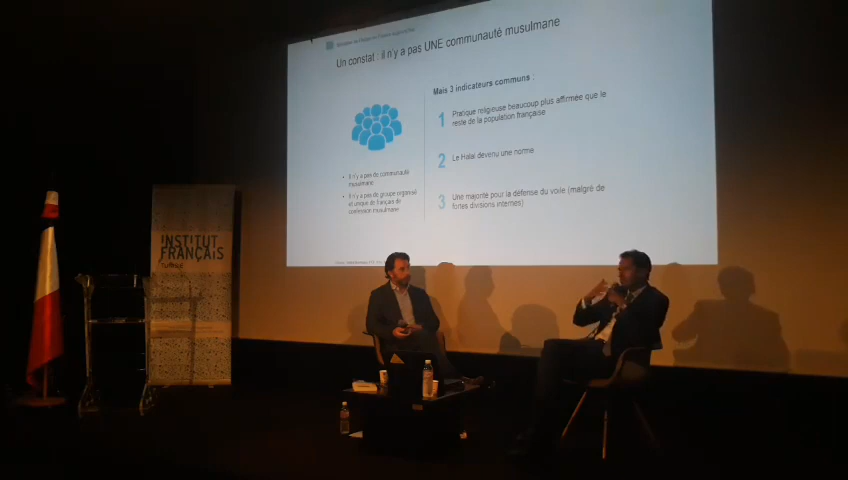 Un constat : il n'y a pas UNE communauté musulmane
Mais 3 indicateurs communs :
1 Pratique religieuse beaucoup plus affirmée que le
reste de la population française
2 Le Halal devenu une norme
3 Une majorité pour la défense du voile (malgré de
fortes divisions internes)
• Il n'y a pas de communauté
musulmane
• Il n'y a pas de groupe organisé
et unique de français de
confession musulmane
INSTITUT
FRANÇAIS